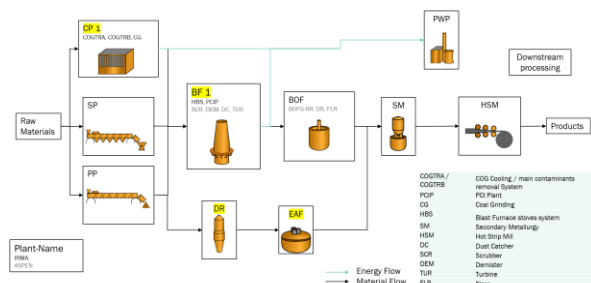 CP 1
COGTRA, COGTRB, CG
PWP
Downstream
processing
BF 1
HBS, PCIP
SCR, DEM, DC, TUR
SP
BOF
BOFG HR, DS, FLR
SM
HSM
Raw
Materials
Products
PP
DR
EAF
Plant-Name
IRMA
ASPEN
Energy Flow
Material Flow
COGTRA / COGTRB COG Cooling / main contaminants removal System
PCIP PCI Plant
CG Coal Grinding
HBS Blast Furnace stoves system
SM Secondary Metallurgy
HSM Hot Strip Mill
DC Dust Catcher
SCR Scrubber
DEM Demister
TUR Turbine